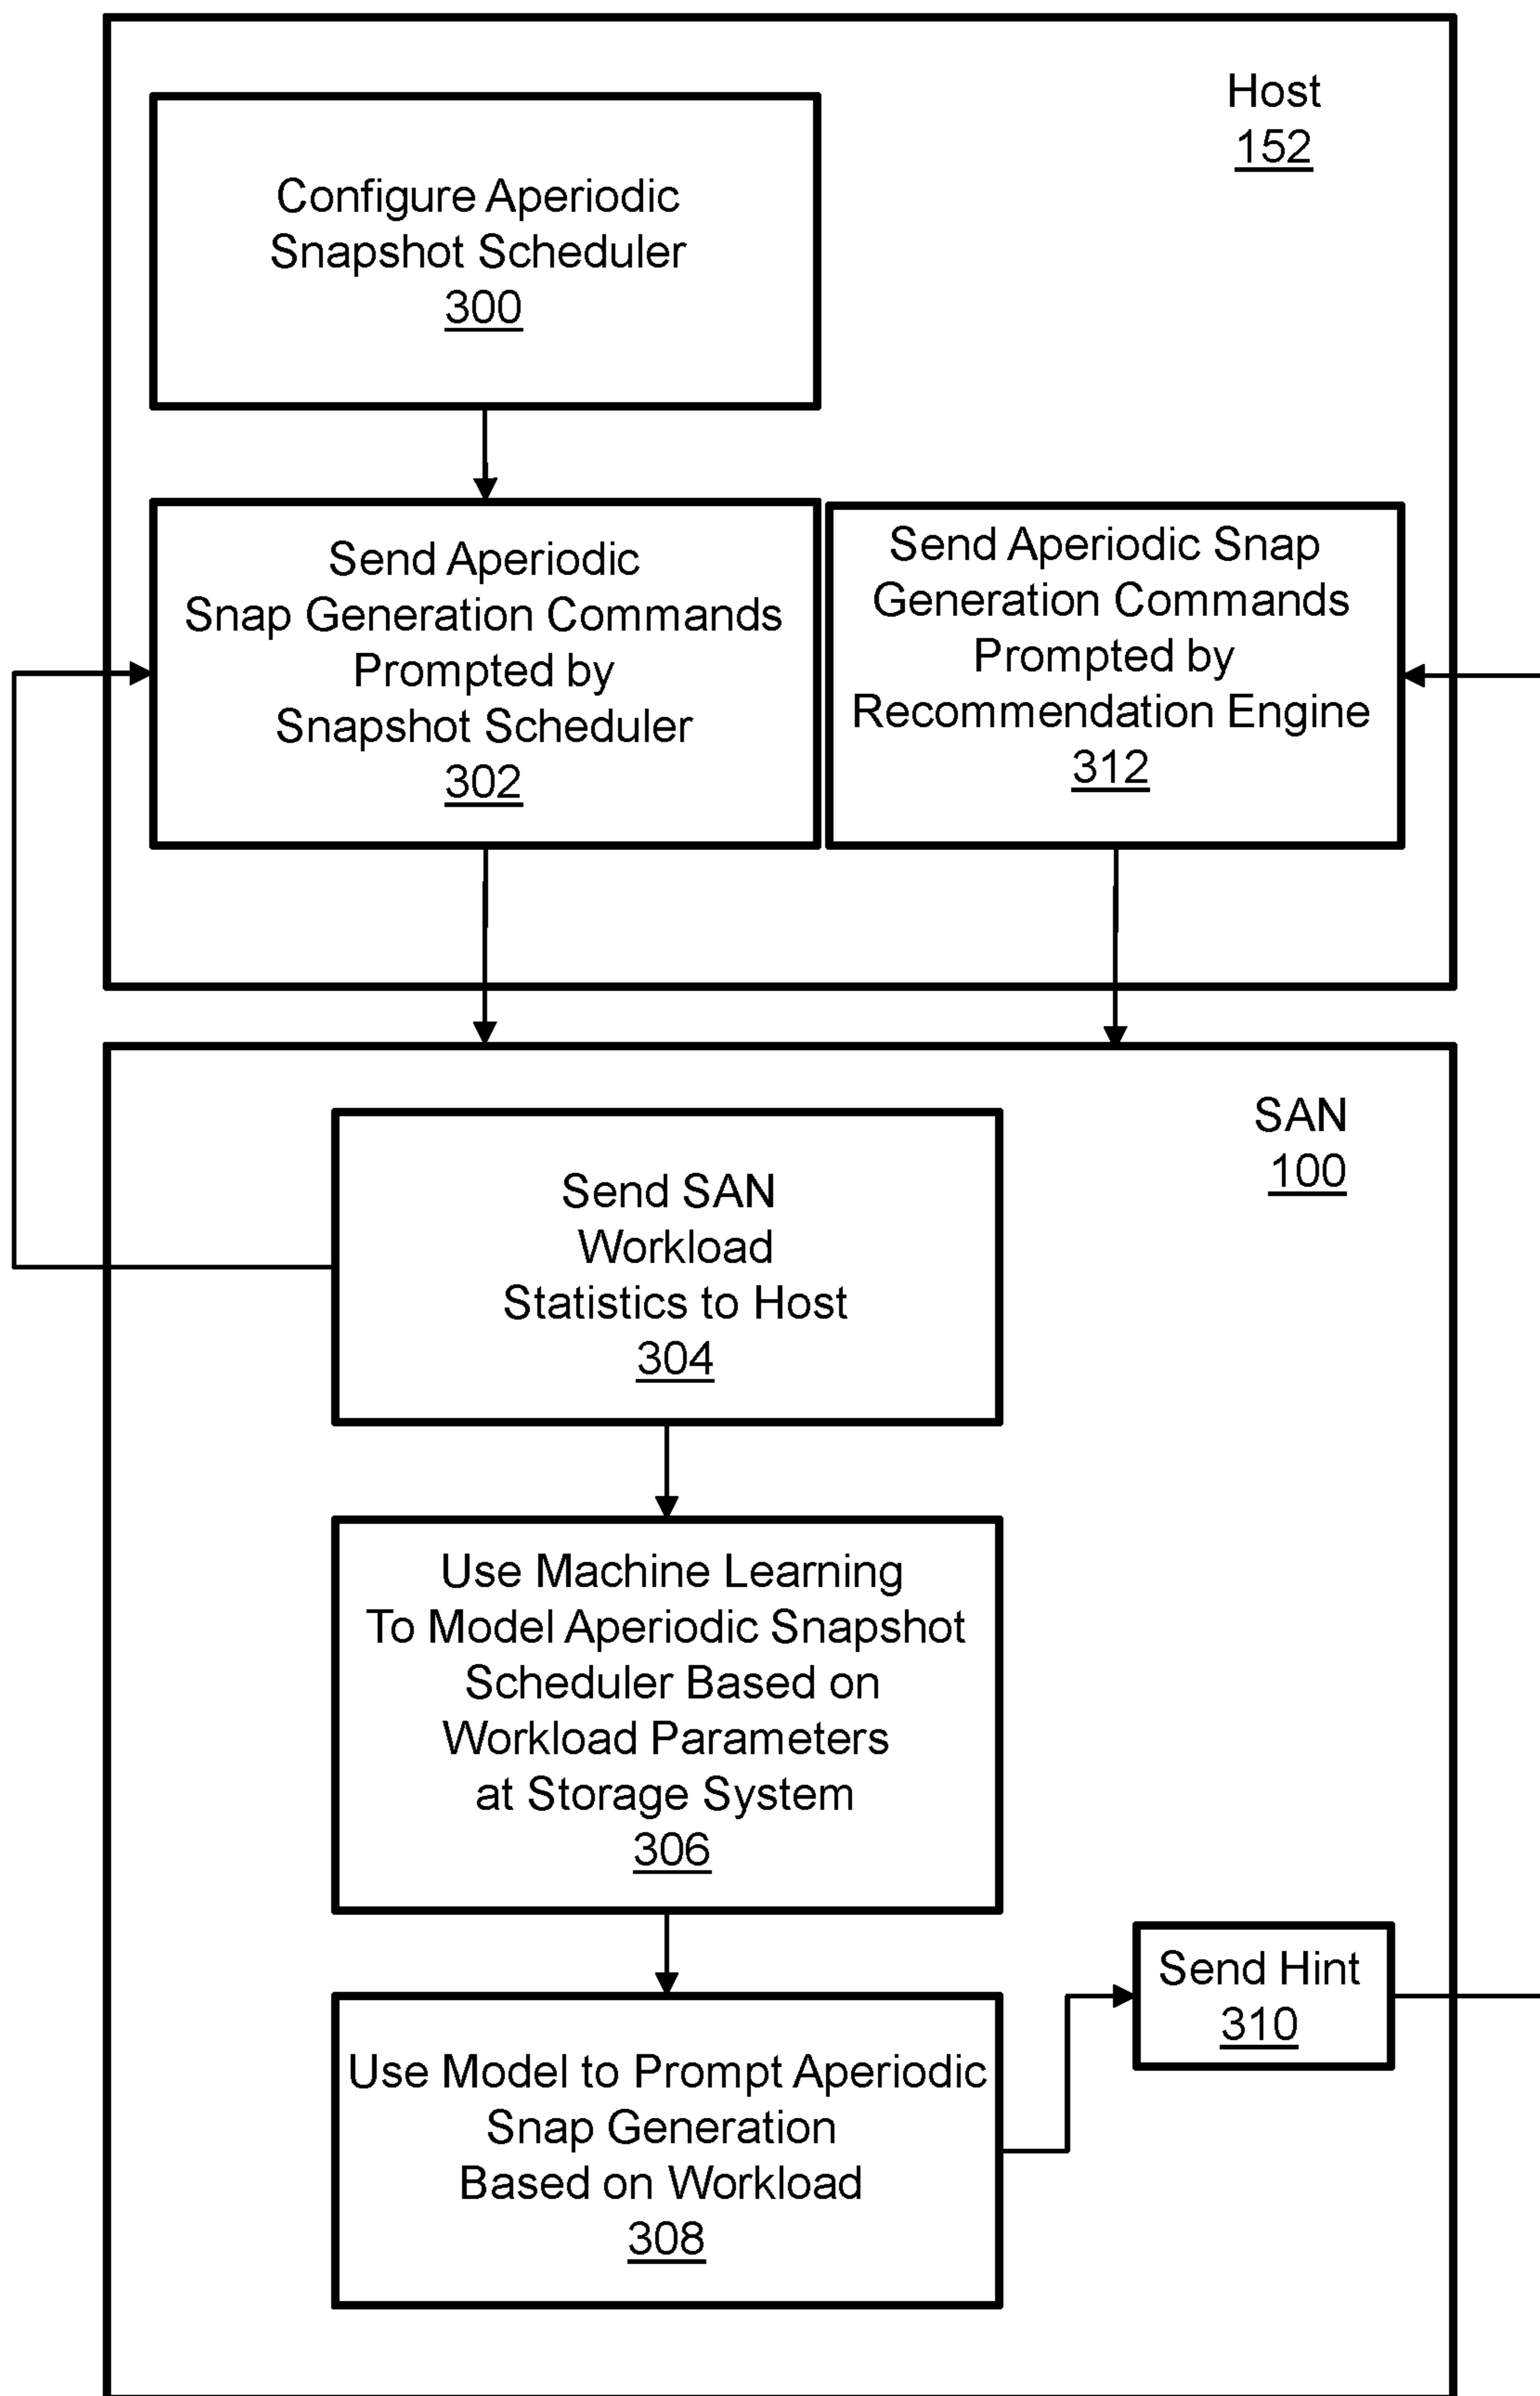 Host
152
Configure Aperiodic
Snapshot Scheduler
300
Send Aperiodic
Snap Generation Commands
Prompted by
Snapshot Scheduler
302
Send Aperiodic Snap
Generation Commands
Prompted by
Recommendation Engine
312
SAN
100
Send SAN
Workload
Statistics to Host
304
Use Machine Learning
To Model Aperiodic Snapshot
Scheduler Based on
Workload Parameters
at Storage System
306
Send Hint
310
Use Model to Prompt Aperiodic
Snap Generation
Based on Workload
308